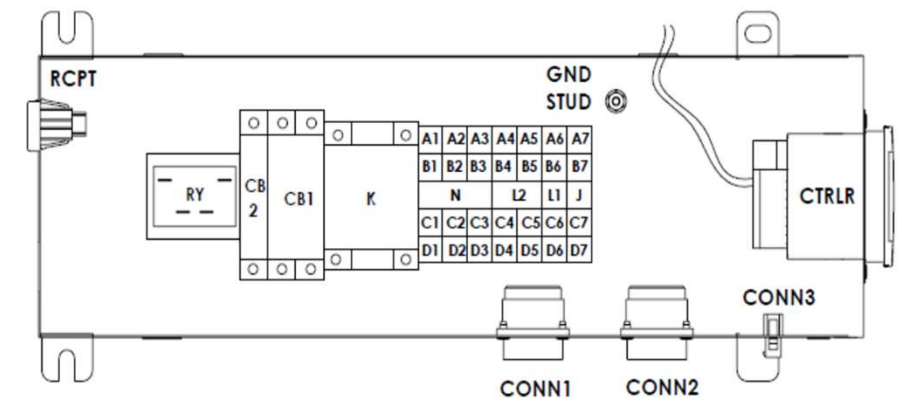 RCPT
GND
STUD
RY
CB
2
CB1
K
A1 A2 A3 A4 A5 A6 A7
B1 B2 B3 B4 B5 B6 B7
N L2 L1 J
C1 C2 C3 C4 C5 C6 C7
D1 D2 D3 D4 D5 D6 D7
CTRLR
CONN3
CONN1
CONN2